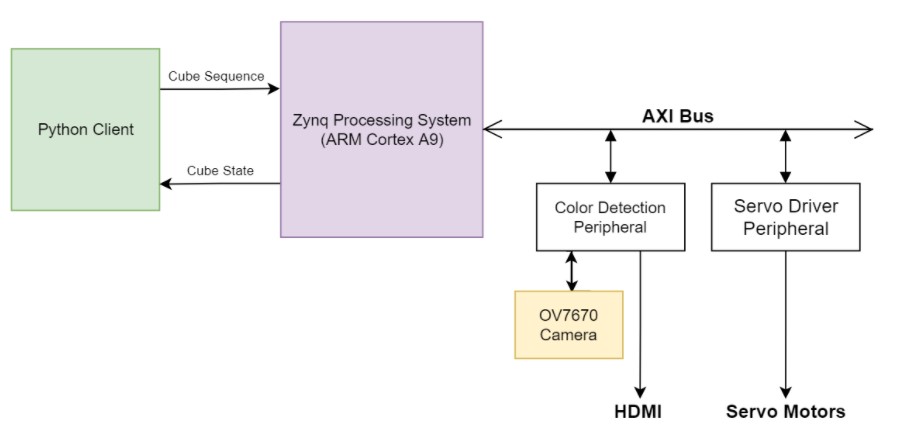 Cube Sequence
Python Client
Cube State
Zynq Processing System
(ARM Cortex A9)
AXI Bus
Color Detection
Peripheral
Servo Driver
Peripheral
OV7670
Camera
HDMI
Servo Motors